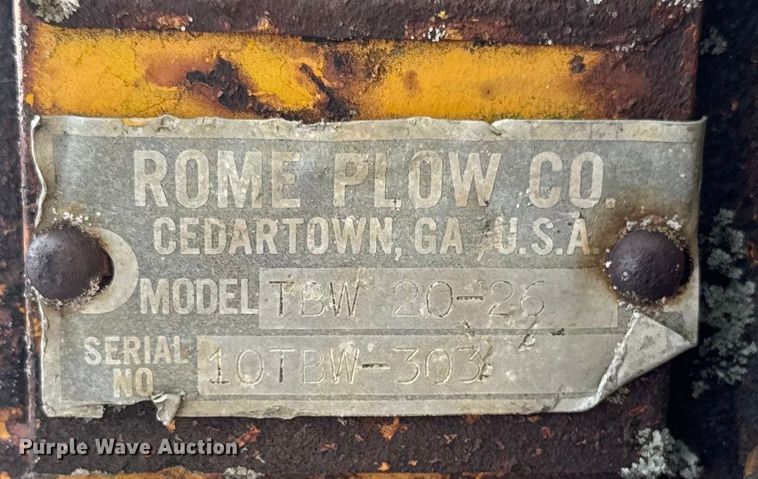 ROME PLOW CO.
CEDARTOWN, GA U.S.A.
MODEL TBW 20-26
SERIAL NO. 10TBW-303
Purple Wave Auction